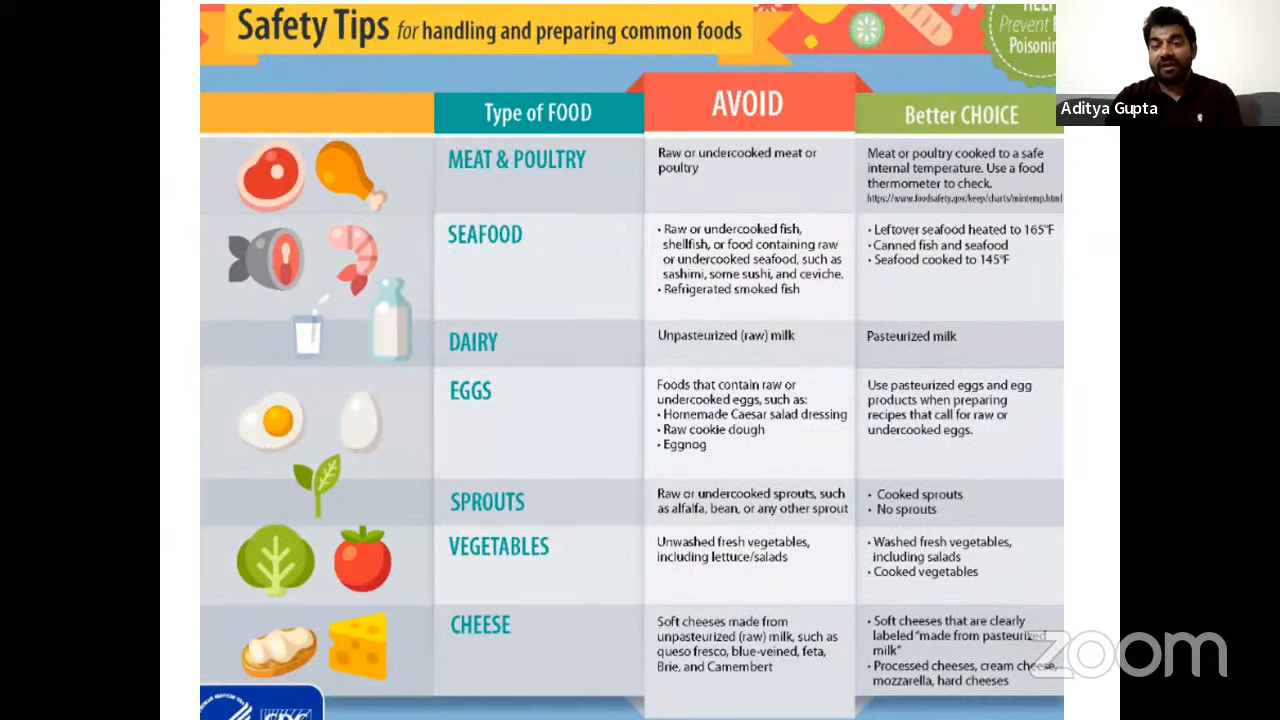 Safety Tips for handling and preparing common foods
Prevent
Aditya Gupta
Type of FOOD
AVOID
Better CHOICE
MEAT & POULTRY
Raw or undercooked meat or
poultry
Meat or poultry cooked to a safe
internal temperature. Use a food
thermometer to check.
https://www.foodsafety.gov/keep/charts/mintemp.html
SEAFOOD
• Raw or undercooked fish,
shellfish, or food containing raw
or undercooked seafood, such as
sashimi, some sushi, and ceviche.
• Refrigerated smoked fish
• Leftover seafood heated to 165°F
• Canned fish and seafood
• Seafood cooked to 145°F
DAIRY
Unpasteurized (raw) milk
Pasteurized milk
EGGS
Foods that contain raw or
undercooked eggs, such as:
• Homemade Caesar salad dressing
• Raw cookie dough
• Eggnog
Use pasteurized eggs and egg
products when preparing
recipes that call for raw or
undercooked eggs.
SPROUTS
Raw or undercooked sprouts, such
as alfalfa, bean, or any other sprout
• Cooked sprouts
• No sprouts
VEGETABLES
Unwashed fresh vegetables,
including lettuce/salads
• Washed fresh vegetables,
including salads
• Cooked vegetables
CHEESE
Soft cheeses made from
unpasteurized (raw) milk, such as
queso fresco, blue-veined, feta,
Brie, and Camembert
• Soft cheeses that are clearly
labeled "made from pasteurized
milk"
• Processed cheeses, cream cheese,
mozzarella, hard cheeses
zoom